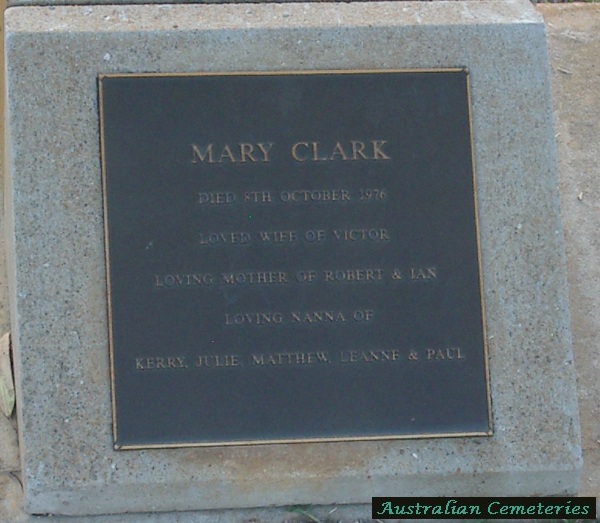 MARY CLARK
DIED 8TH OCTOBER 1976
LOVED WIFE OF VICTOR
LOVING MOTHER OF ROBERT & IAN
LOVING NANNA OF
KERRY, JULIE, MATTHEW, LEANNE & PAUL
Australian Cemeteries